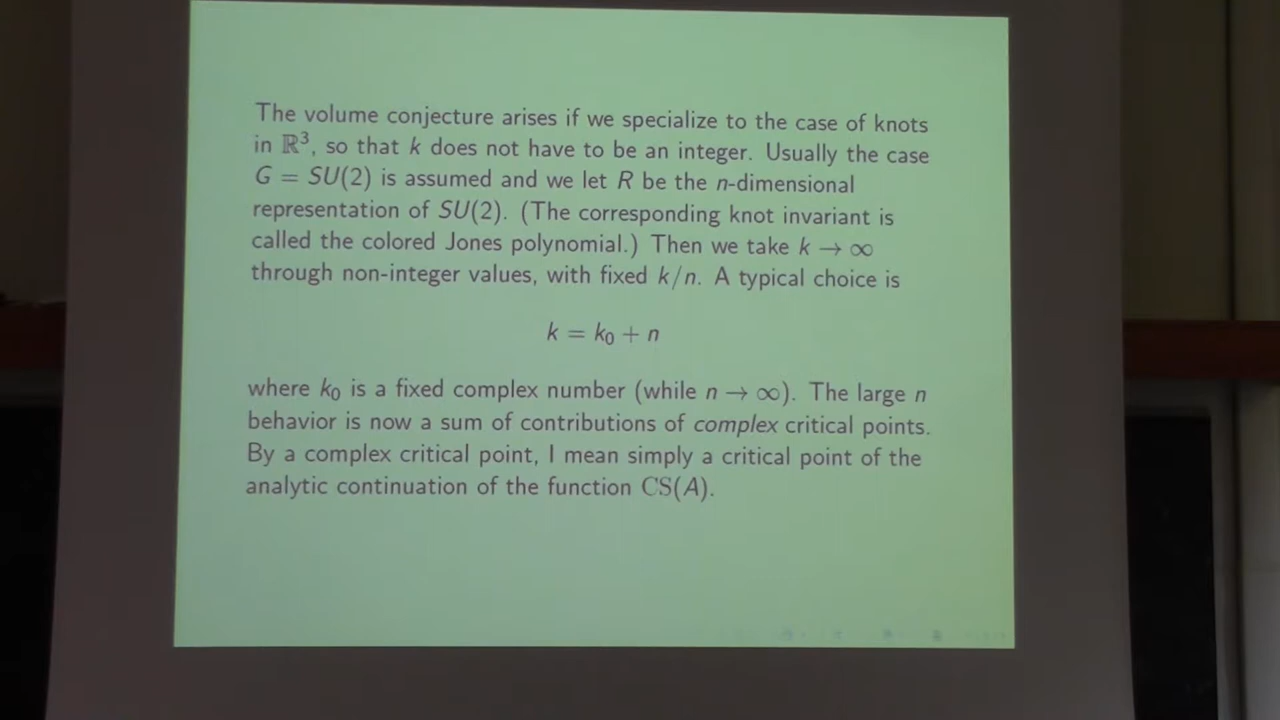 The volume conjecture arises if we specialize to the case of knots
in ℝ³, so that k does not have to be an integer. Usually the case
G = SU(2) is assumed and we let R be the n-dimensional
representation of SU(2). (The corresponding knot invariant is
called the colored Jones polynomial.) Then we take k → ∞
through non-integer values, with fixed k/n. A typical choice is
k = k₀ + n
where k₀ is a fixed complex number (while n → ∞). The large n
behavior is now a sum of contributions of complex critical points.
By a complex critical point, I mean simply a critical point of the
analytic continuation of the function CS(A).